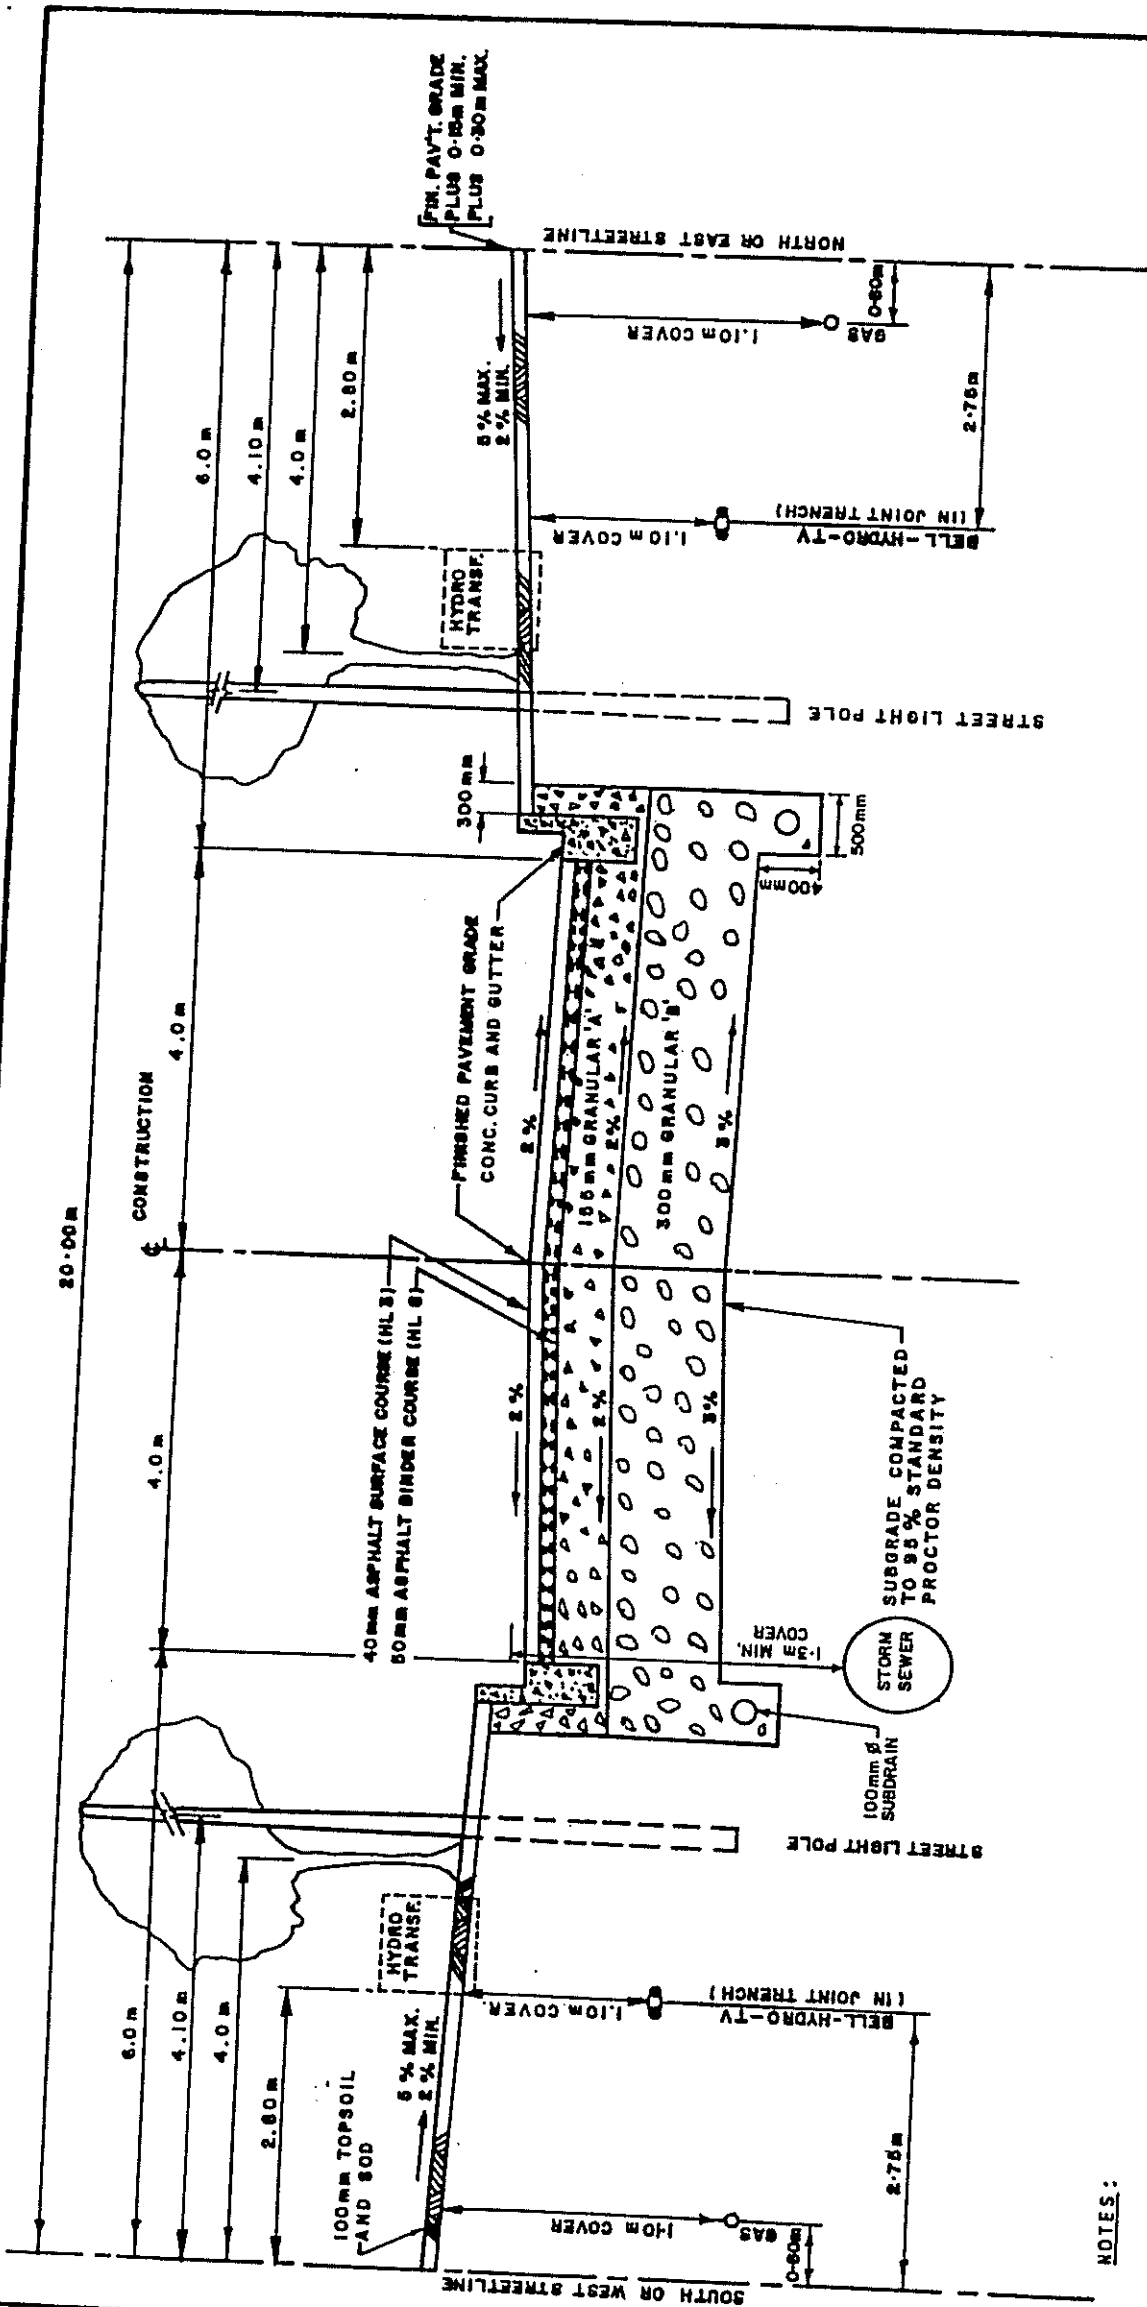 20.00m
CONSTRUCTION
6.0m
4.0m
4.0m
6.0m
4.10m
4.10m
4.0m
4.0m
2.80m
2.80m
100mm TOPSOIL
AND SOD
5% MAX.
2% MIN.
HYDRO
TRANSF.
40mm ASPHALT SURFACE COURSE (HL 3)
50mm ASPHALT BINDER COURSE (HL 8)
FINISHED PAVEMENT GRADE
CONC. CURB AND GUTTER
300mm
HYDRO
TRANSF.
5% MAX.
2% MIN.
FIN. PAV'T. GRADE
PLUS 0.15m MIN.
PLUS 0.30m MAX.
2%
2%
150mm GRANULAR 'A'
2%
2%
300mm GRANULAR 'B'
3%
3%
1.10m COVER
GAS
0.60m
1.10m COVER
BELL-HYDRO-TV
(IN JOINT TRENCH)
2.75m
SOUTH OR WEST STREETLINE
STREET LIGHT POLE
100mm Ø
SUBDRAIN
1.3m MIN.
COVER
STORM
SEWER
SUBGRADE COMPACTED
TO 95% STANDARD
PROCTOR DENSITY
400mm
500mm
STREET LIGHT POLE
1.10m COVER
BELL-HYDRO-TV
(IN JOINT TRENCH)
1.10m COVER
GAS
0.60m
2.75m
NORTH OR EAST STREETLINE
NOTES: